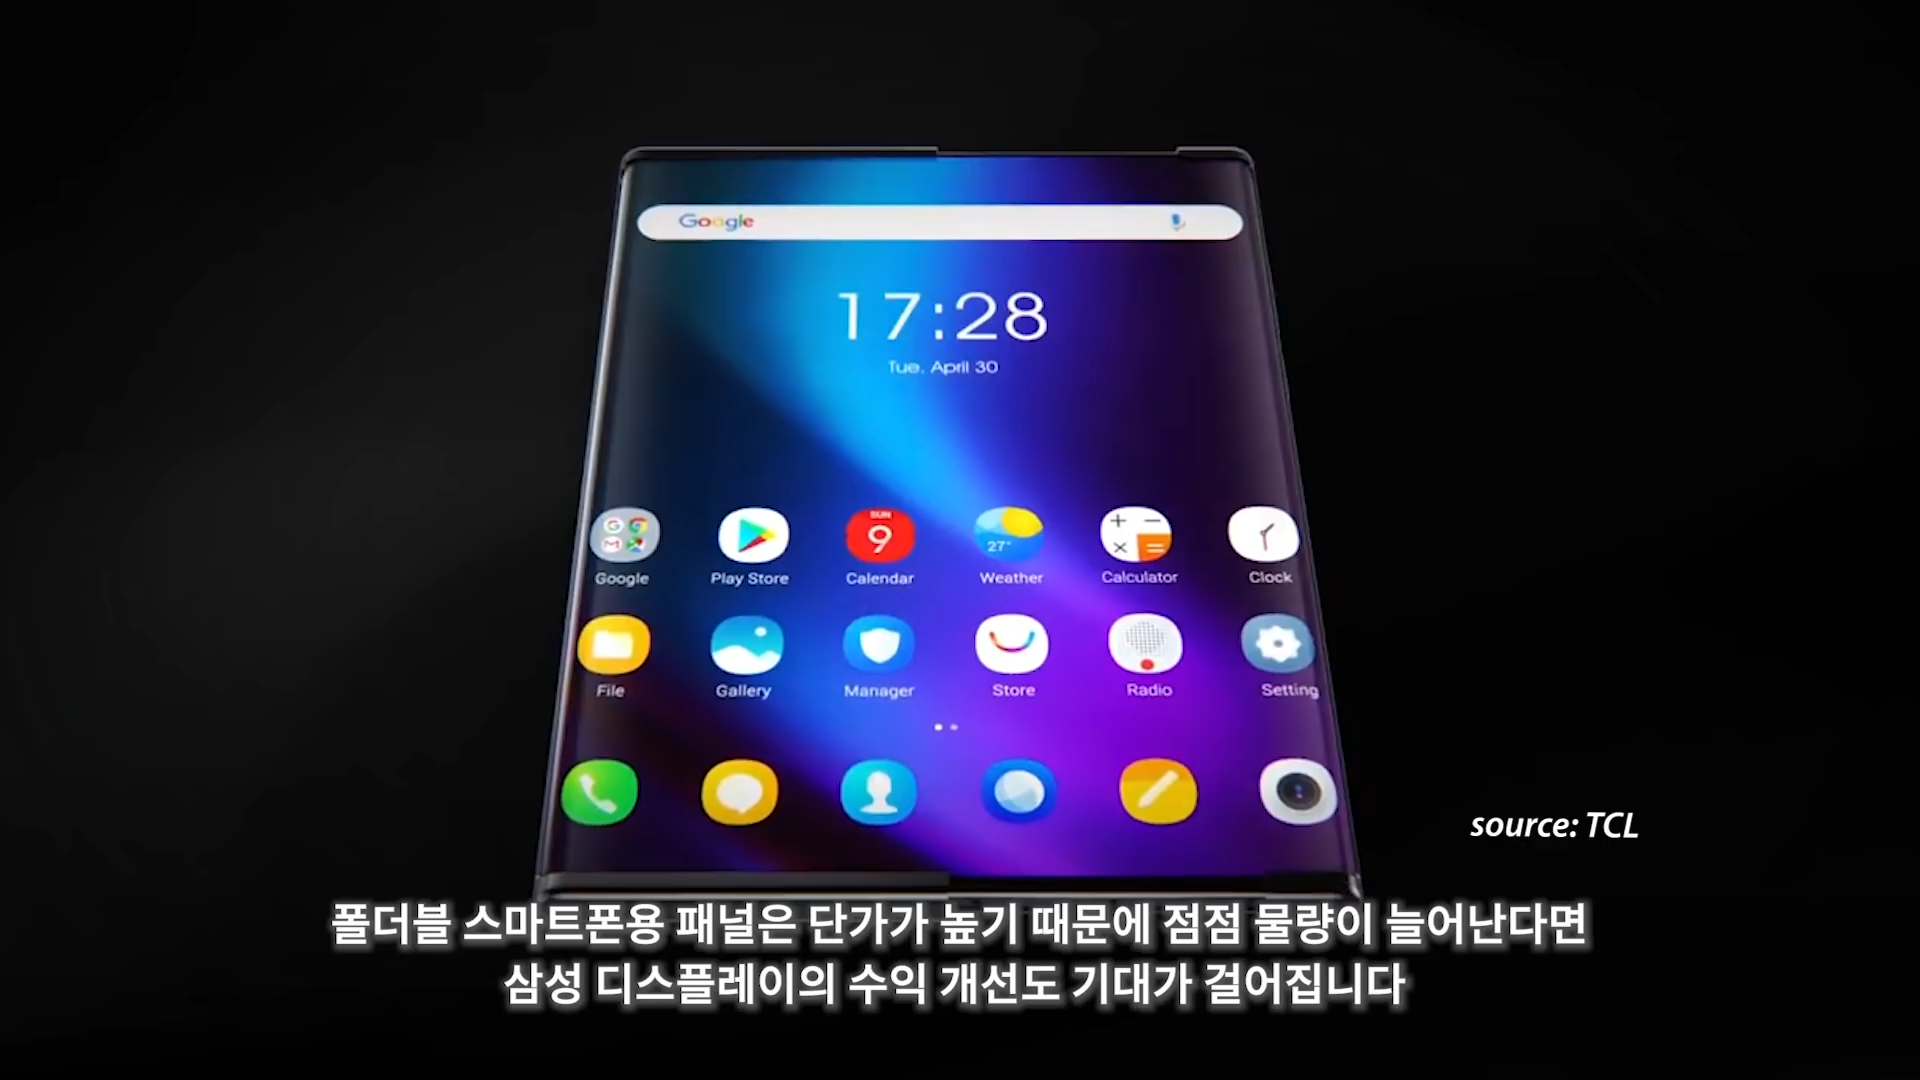 Google
17:28
Tue. April 30
SUN
9
27°
Google Play Store Calendar Weather Calculator Clock
File Gallery Manager Store Radio Setting
source: TCL
폴더블 스마트폰용 패널은 단가가 높기 때문에 점점 물량이 늘어난다면
삼성 디스플레이의 수익 개선도 기대가 걸어집니다